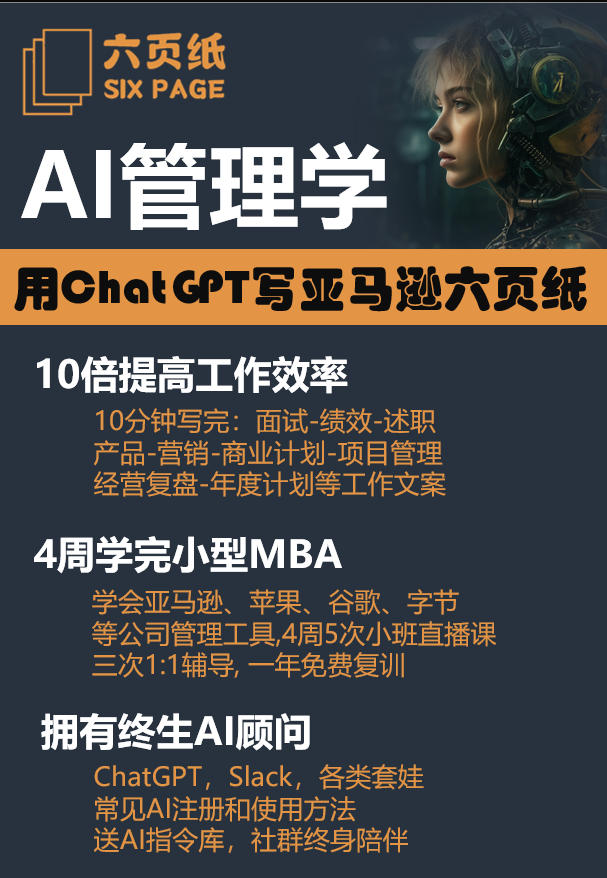 六页纸
SIX PAGE
AI管理学
用ChatGPT写亚马逊六页纸
10倍提高工作效率
10分钟写完：面试-绩效-述职
产品-营销-商业计划-项目管理
经营复盘-年度计划等工作文案
4周学完小型MBA
学会亚马逊、苹果、谷歌、字节
等公司管理工具,4周5次小班直播课
三次1:1辅导, 一年免费复训
拥有终生AI顾问
ChatGPT，Slack，各类套娃
常见AI注册和使用方法
送AI指令库，社群终身陪伴